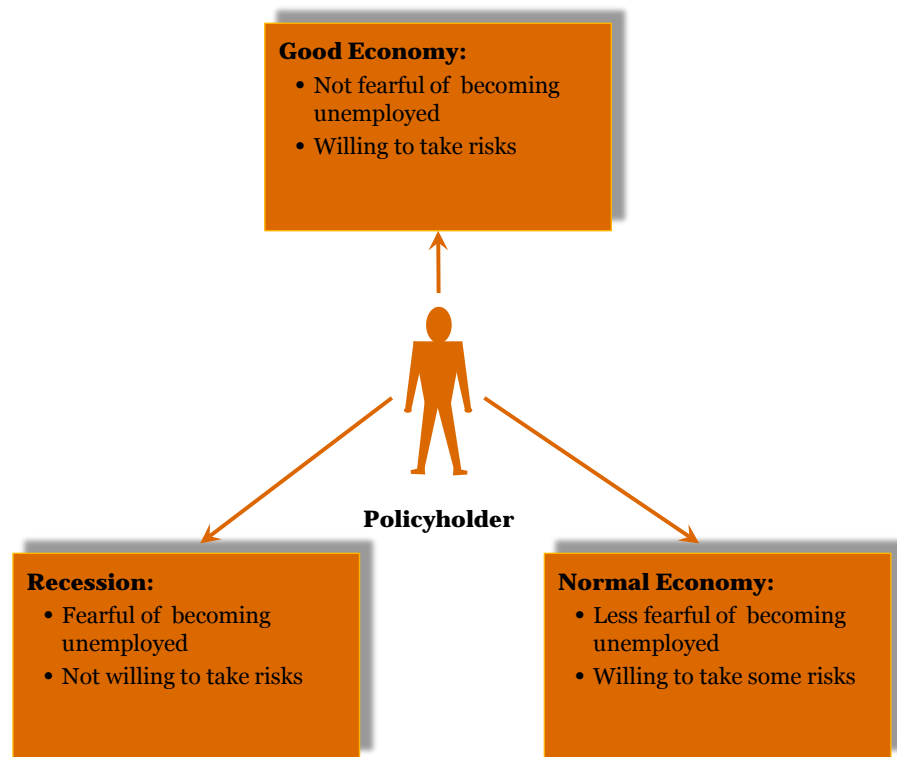 Good Economy:
• Not fearful of  becoming
unemployed
• Willing to take risks
Policyholder
Recession:
• Fearful of  becoming
unemployed
• Not willing to take risks
Normal Economy:
• Less fearful of  becoming
unemployed
• Willing to take some risks